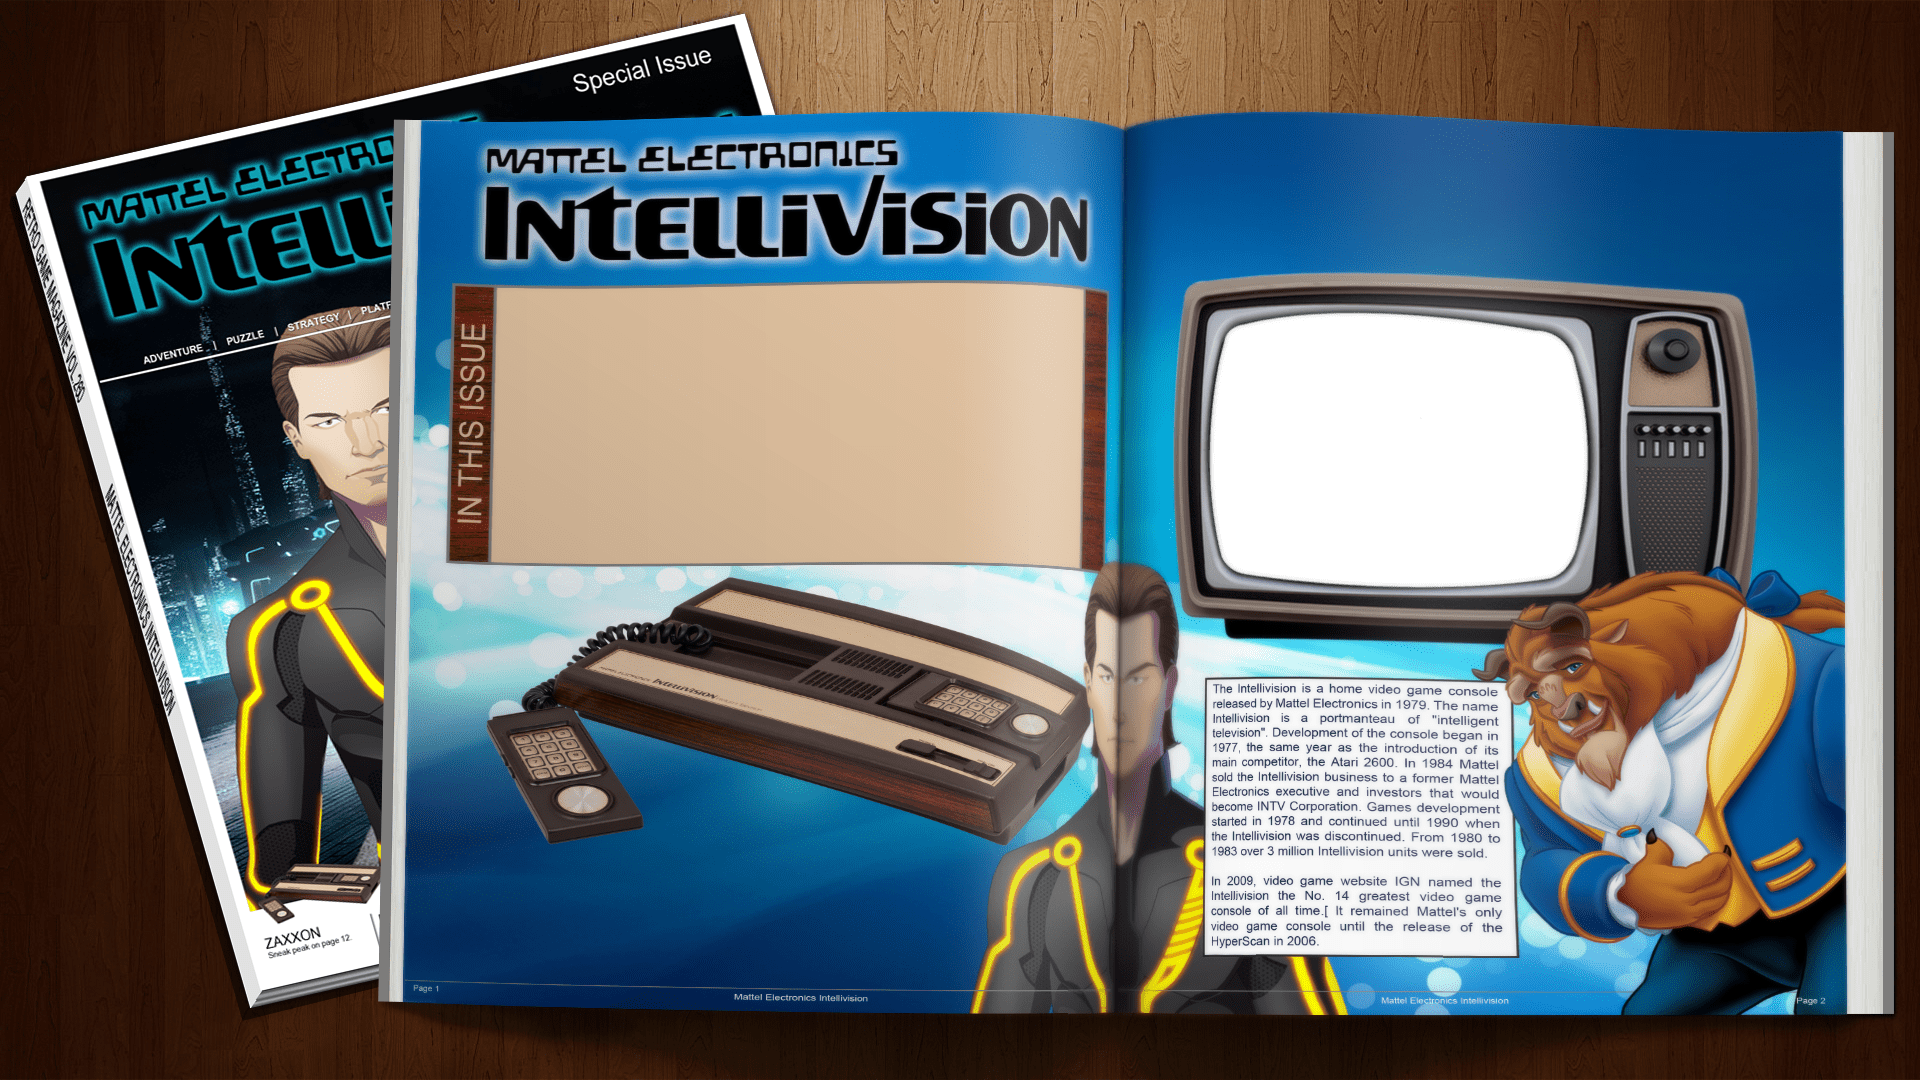 Special Issue
MATTEL ELECTRONICS
INTELLI
RETRO GAME MAGAZINE VOL. 280
MATTEL ELECTRONICS INTELLIVISION
ADVENTURE | PUZZLE | STRATEGY | PLATF
ZAXXON
Sneak peak on page 12.
MATTEL ELECTRONICS
INTELLIVISION
IN THIS ISSUE
INTELLIVISION
Page 1
Mattel Electronics Intellivision
The Intellivision is a home video game console
released by Mattel Electronics in 1979. The name
Intellivision is a portmanteau of "intelligent
television". Development of the console began in
1977, the same year as the introduction of its
main competitor, the Atari 2600. In 1984 Mattel
sold the Intellivision business to a former Mattel
Electronics executive and investors that would
become INTV Corporation. Games development
started in 1978 and continued until 1990 when
the Intellivision was discontinued. From 1980 to
1983 over 3 million Intellivision units were sold.
In 2009, video game website IGN named the
Intellivision the No. 14 greatest video game
console of all time.[ It remained Mattel's only
video game console until the release of the
HyperScan in 2006.
Mattel Electronics Intellivision
Page 2